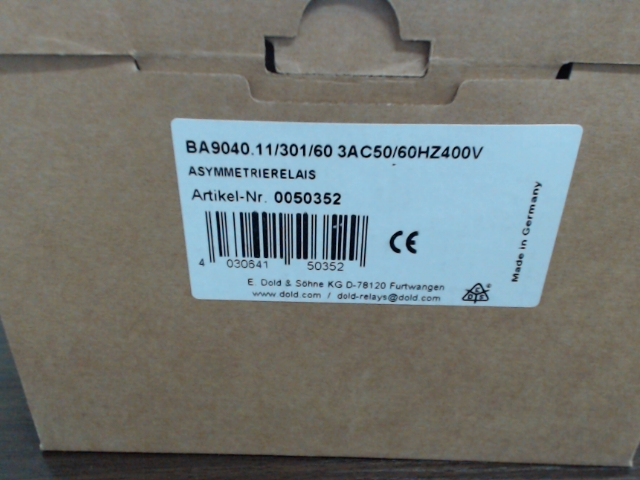 BA9040.11/301/60 3AC50/60HZ400V
ASYMMETRIERELAIS
Artikel-Nr. 0050352
4 030641 50352
E. Dold & Söhne KG D-78120 Furtwangen
www.dold.com / dold-relays@dold.com
CE
Made in Germany